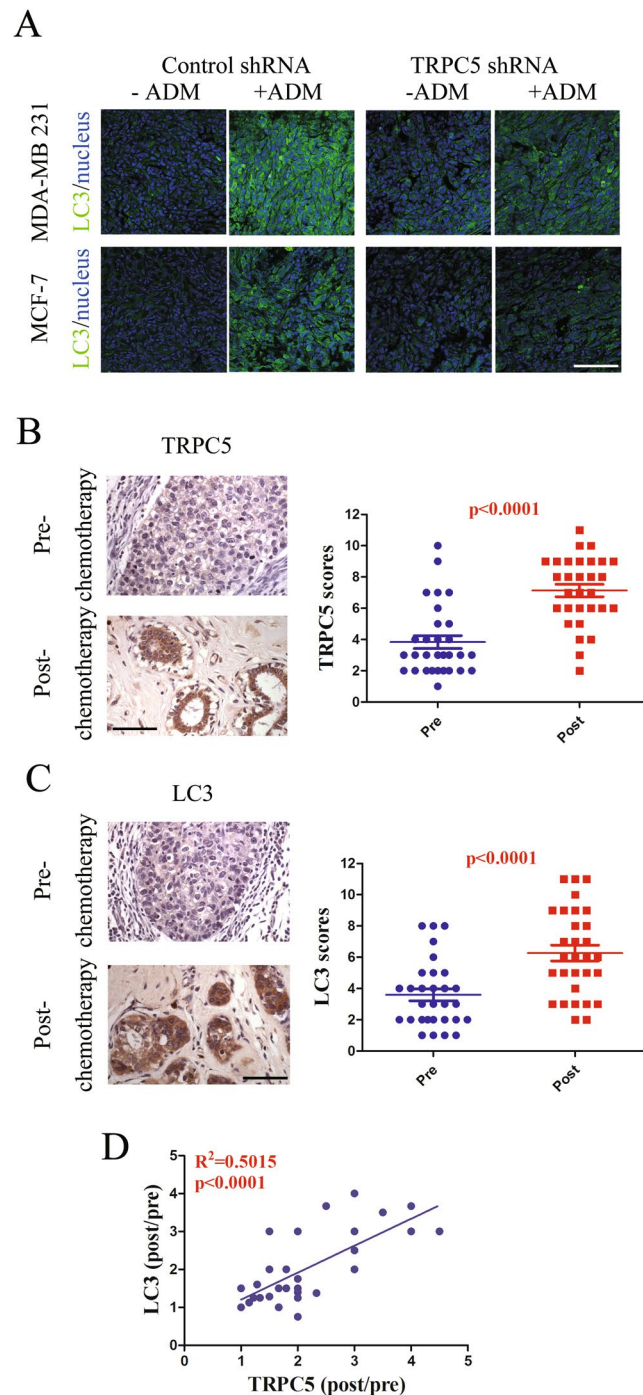 A
Control shRNA
TRPC5 shRNA
- ADM
+ADM
-ADM
+ADM
MDA-MB 231
LC3/nucleus
MCF-7
LC3/nucleus
B
TRPC5
Pre-
chemotherapy
Post-
chemotherapy
p<0.0001
TRPC5 scores
12
10
8
6
4
2
0
Pre
Post
C
LC3
Pre-
chemotherapy
Post-
chemotherapy
p<0.0001
LC3 scores
12
10
8
6
4
2
0
Pre
Post
D
R²=0.5015
p<0.0001
LC3 (post/pre)
5
4
3
2
1
0
0
1
2
3
4
5
TRPC5 (post/pre)